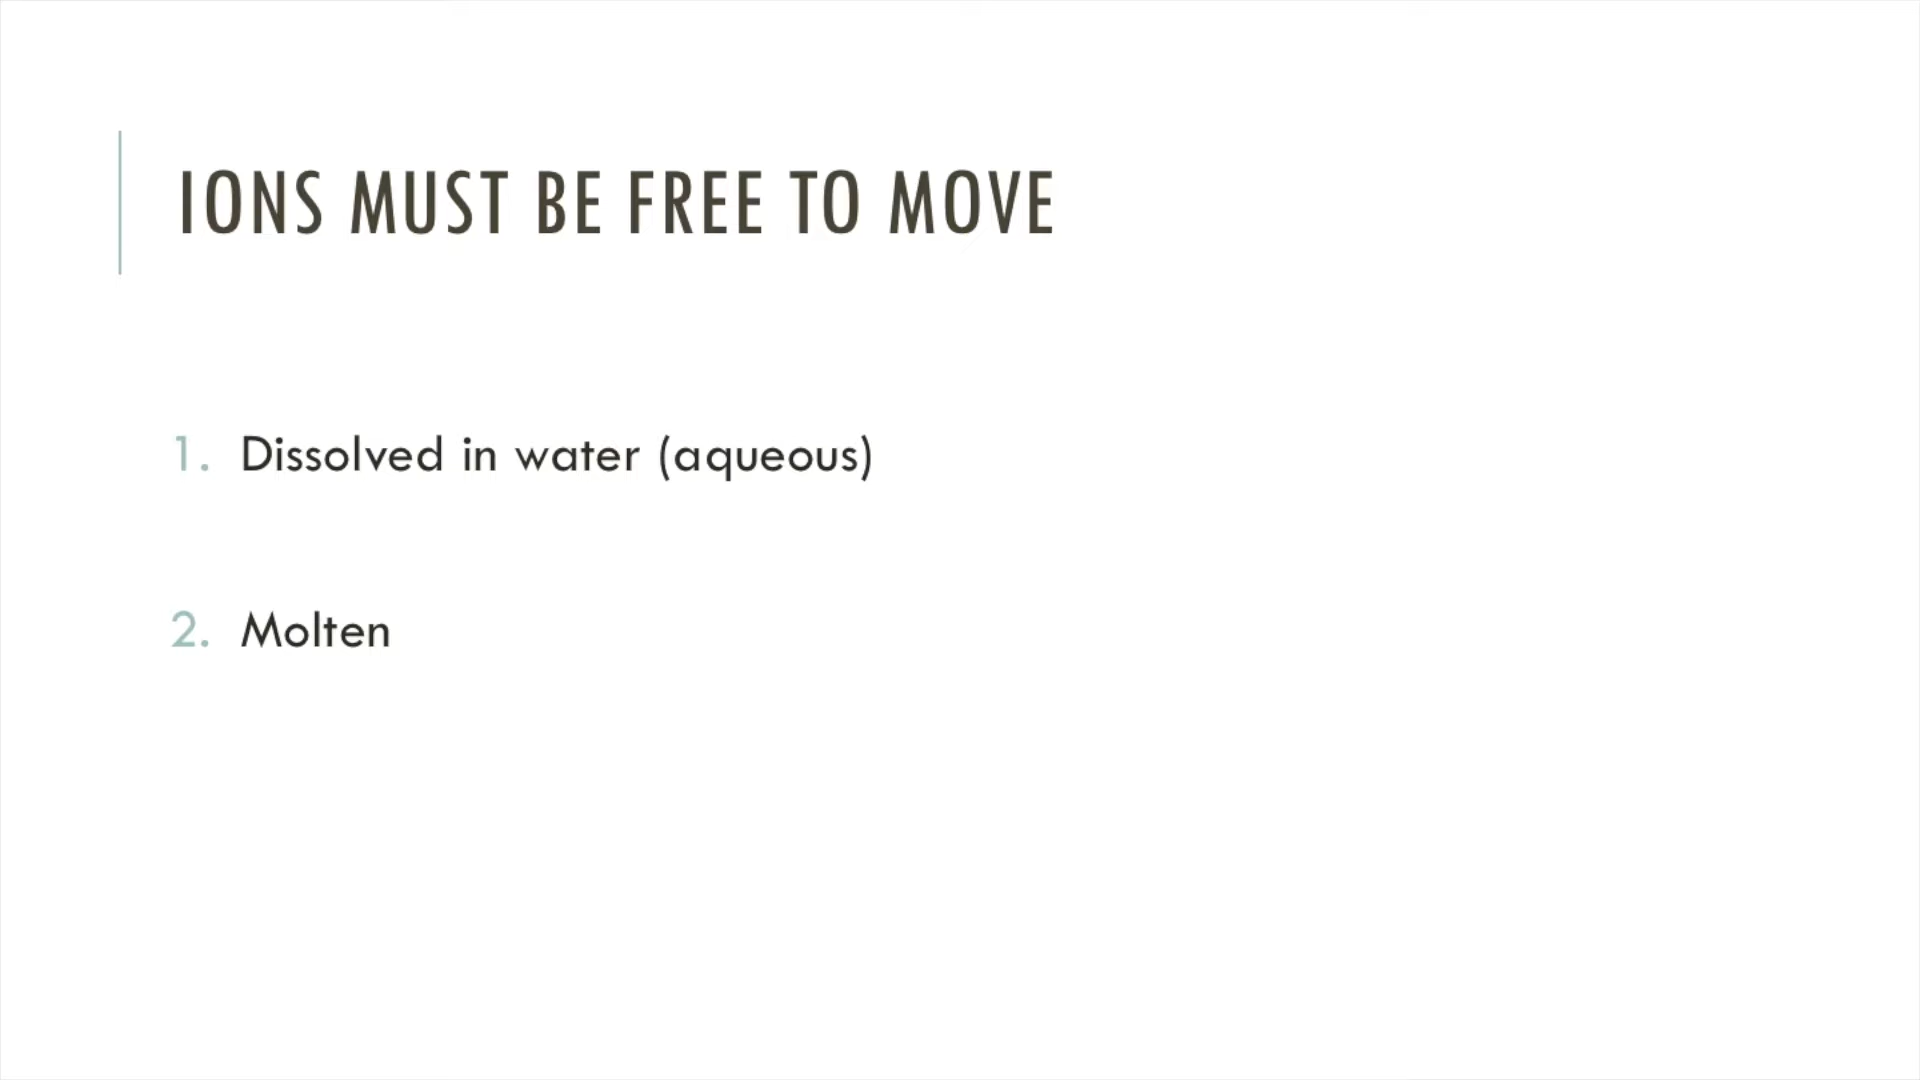 IONS MUST BE FREE TO MOVE
1. Dissolved in water (aqueous)
2. Molten